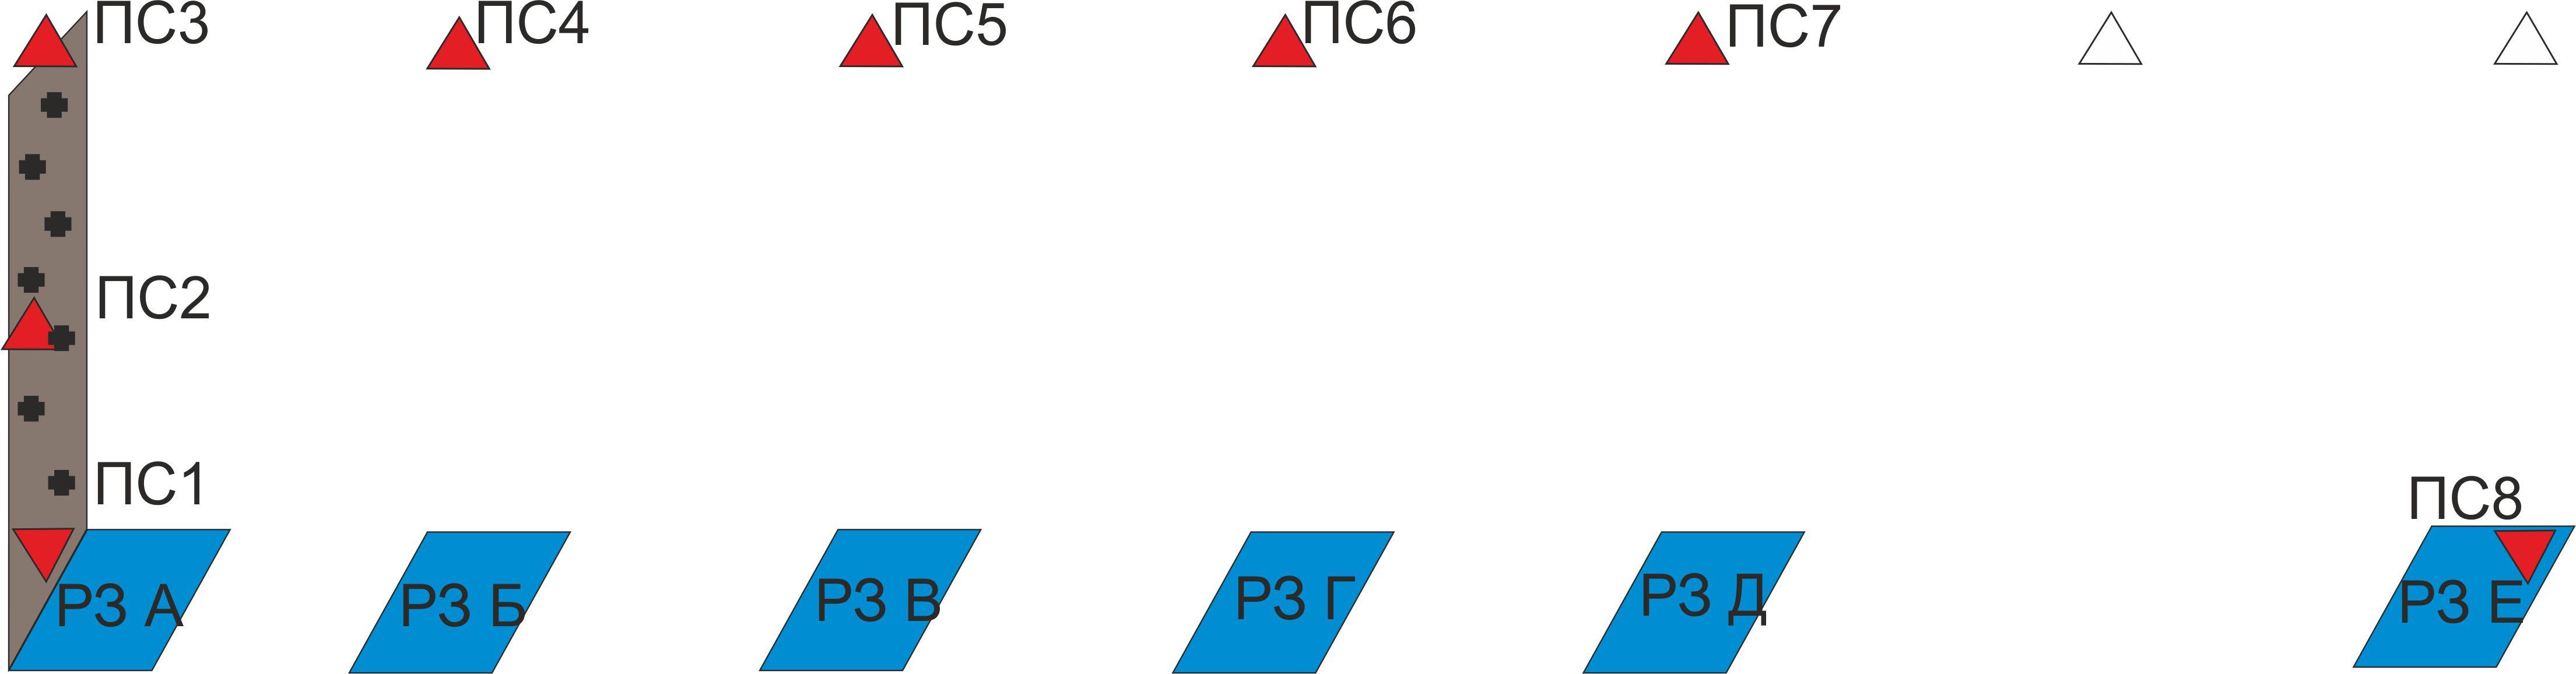 ПС3
ПС4
ПС5
ПС6
ПС7
ПС2
ПС1
ПС8
РЗ А
РЗ Б
РЗ В
РЗ Г
РЗ Д
РЗ Е